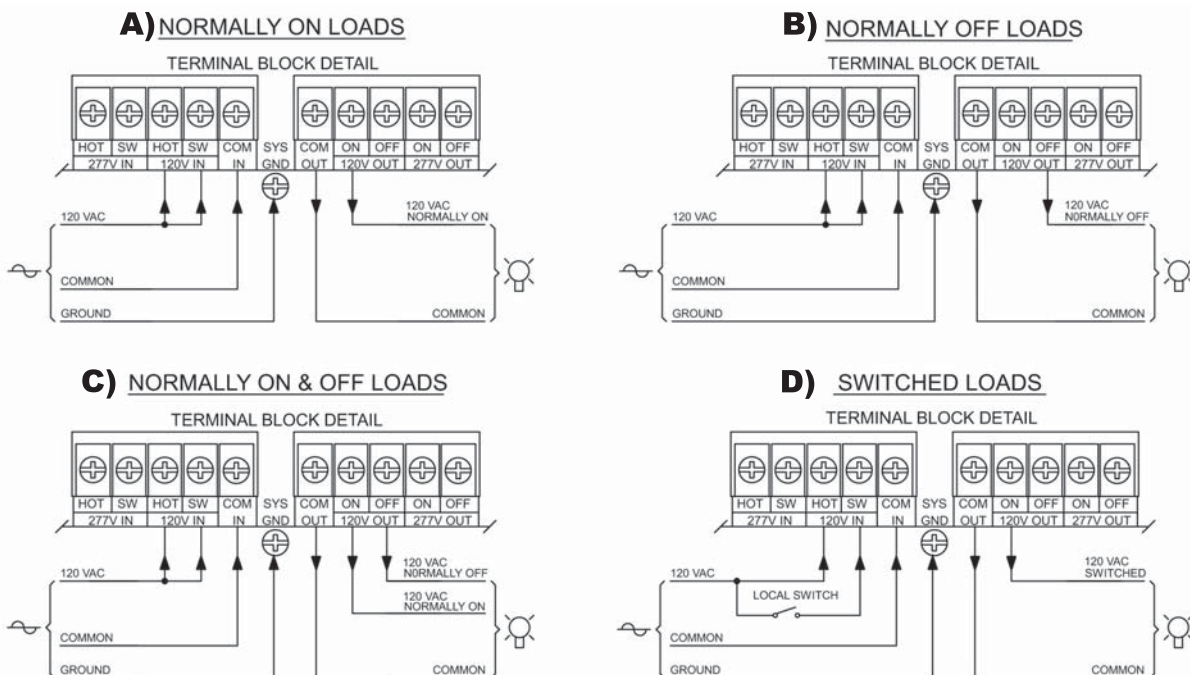 A) NORMALLY ON LOADS
TERMINAL BLOCK DETAIL
HOT SW HOT SW COM SYS COM ON OFF ON OFF
277V IN 120V IN IN GND OUT 120V OUT 277V OUT
120 VAC
120 VAC
NORMALLY ON
COMMON
GROUND
COMMON
B) NORMALLY OFF LOADS
TERMINAL BLOCK DETAIL
HOT SW HOT SW COM SYS COM ON OFF ON OFF
277V IN 120V IN IN GND OUT 120V OUT 277V OUT
120 VAC
120 VAC
N0RMALLY OFF
COMMON
GROUND
COMMON
C) NORMALLY ON & OFF LOADS
TERMINAL BLOCK DETAIL
HOT SW HOT SW COM SYS COM ON OFF ON OFF
277V IN 120V IN IN GND OUT 120V OUT 277V OUT
120 VAC
120 VAC
N0RMALLY OFF
120 VAC
NORMALLY ON
COMMON
GROUND
COMMON
D) SWITCHED LOADS
TERMINAL BLOCK DETAIL
HOT SW HOT SW COM SYS COM ON OFF ON OFF
277V IN 120V IN IN GND OUT 120V OUT 277V OUT
120 VAC
120 VAC
SWITCHED
LOCAL SWITCH
COMMON
GROUND
COMMON